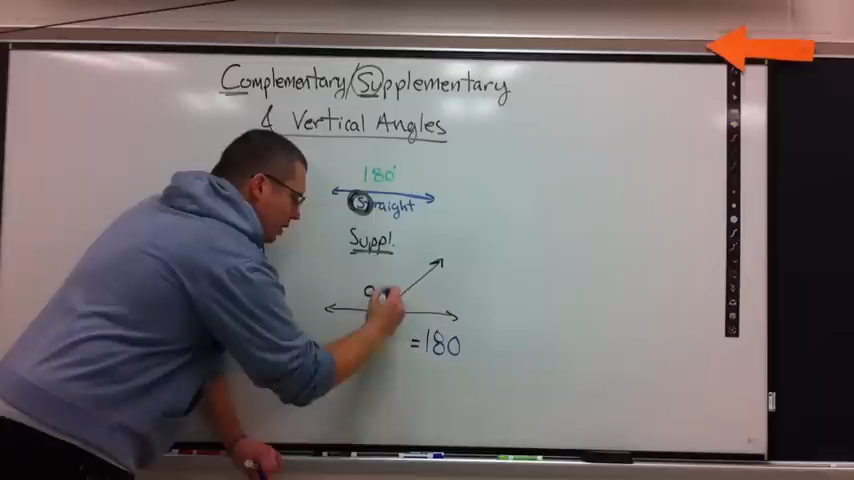 Complementary/Supplementary
& Vertical Angles
180°
Straight
Suppl.
a
=180